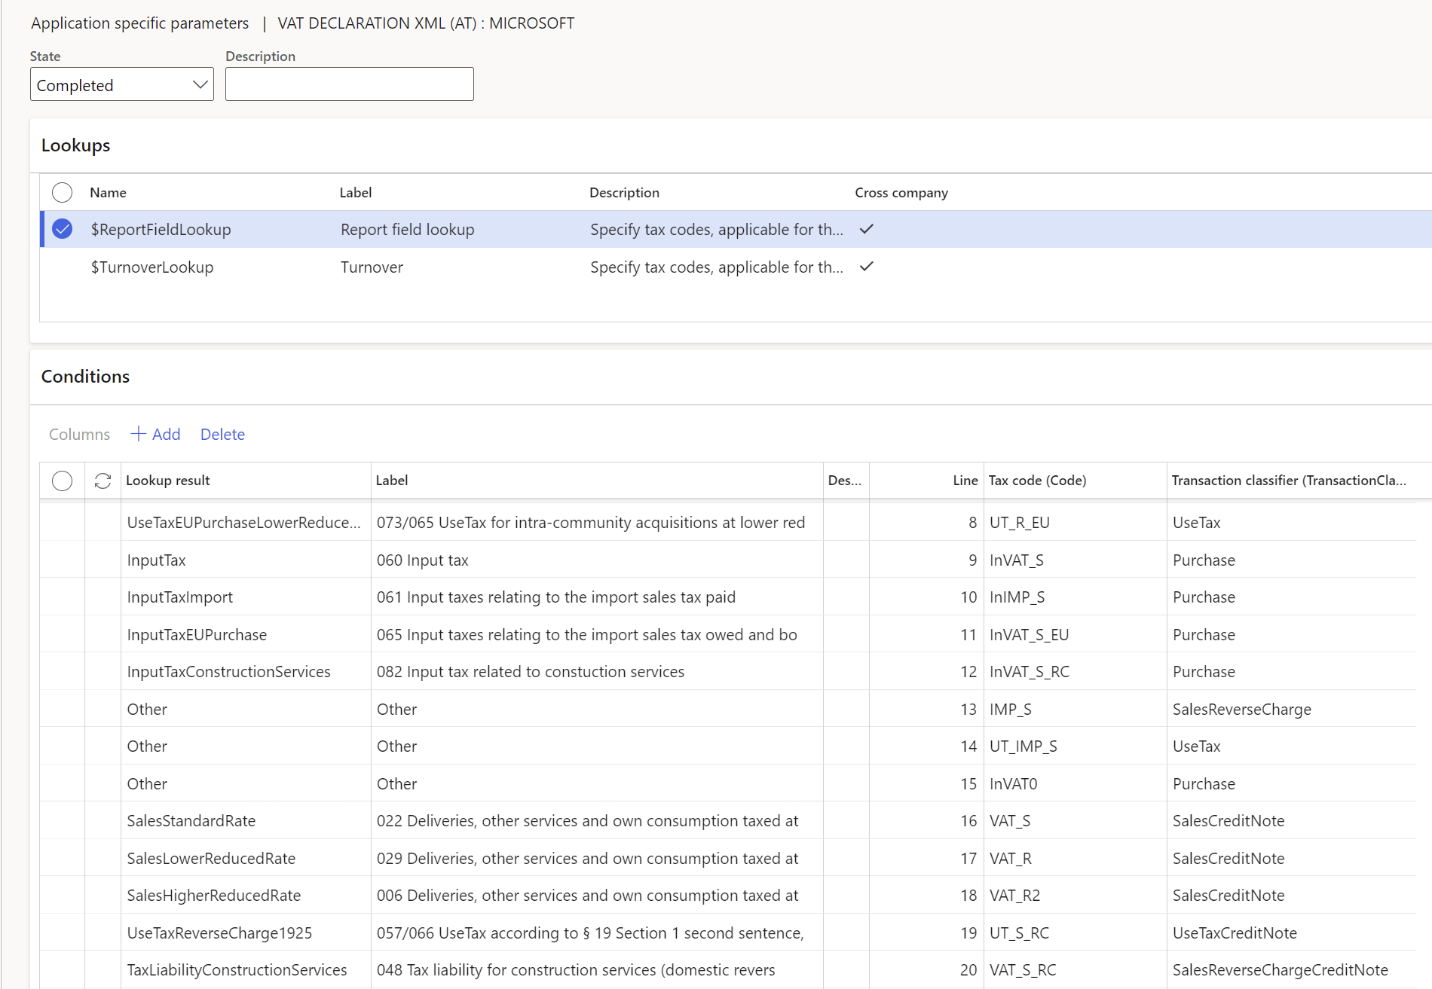 Application specific parameters | VAT DECLARATION XML (AT) : MICROSOFT
State Description
Completed
Lookups
Name Label Description Cross company
$ReportFieldLookup Report field lookup Specify tax codes, applicable for th...
$TurnoverLookup Turnover Specify tax codes, applicable for th...
Conditions
Columns + Add Delete
Lookup result Label Des... Line Tax code (Code) Transaction classifier (TransactionCla...
UseTaxEUPurchaseLowerReduce... 073/065 UseTax for intra-community acquisitions at lower red 8 UT_R_EU UseTax
InputTax 060 Input tax 9 InVAT_S Purchase
InputTaxImport 061 Input taxes relating to the import sales tax paid 10 InIMP_S Purchase
InputTaxEUPurchase 065 Input taxes relating to the import sales tax owed and bo 11 InVAT_S_EU Purchase
InputTaxConstructionServices 082 Input tax related to constuction services 12 InVAT_S_RC Purchase
Other Other 13 IMP_S SalesReverseCharge
Other Other 14 UT_IMP_S UseTax
Other Other 15 InVAT0 Purchase
SalesStandardRate 022 Deliveries, other services and own consumption taxed at 16 VAT_S SalesCreditNote
SalesLowerReducedRate 029 Deliveries, other services and own consumption taxed at 17 VAT_R SalesCreditNote
SalesHigherReducedRate 006 Deliveries, other services and own consumption taxed at 18 VAT_R2 SalesCreditNote
UseTaxReverseCharge1925 057/066 UseTax according to § 19 Section 1 second sentence, 19 UT_S_RC UseTaxCreditNote
TaxLiabilityConstructionServices 048 Tax liability for construction services (domestic revers 20 VAT_S_RC SalesReverseChargeCreditNote